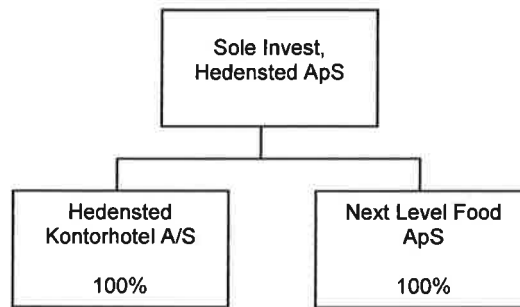 Sole Invest,
Hedensted ApS
Hedensted
Kontorhotel A/S
100%
Next Level Food
ApS
100%